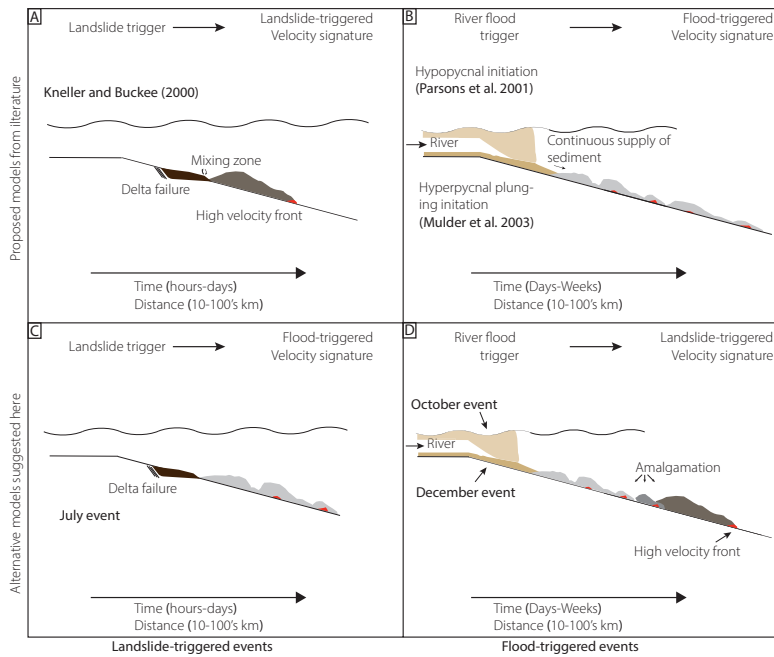 Proposed models from iiterature
Alternative models suggested here
A
Landslide trigger
Landslide-triggered
Velocity signature
Kneller and Buckee (2000)
Mixing zone
Delta failure
High velocity front
Time (hours-days)
Distance (10-100's km)
B
River flood
trigger
Flood-triggered
Velocity signature
Hypopycnal initiation
(Parsons et al. 2001)
River
Continuous supply of
sediment
Hyperpycnal plung-
ing initation
(Mulder et al. 2003)
Time (Days-Weeks)
Distance (10-100's km)
C
Landslide trigger
Flood-triggered
Velocity signature
Delta failure
July event
Time (hours-days)
Distance (10-100's km)
Landslide-triggered events
D
River flood
trigger
Landslide-triggered
Velocity signature
October event
River
Amalgamation
December event
High velocity front
Time (Days-Weeks)
Distance (10-100's km)
Flood-triggered events